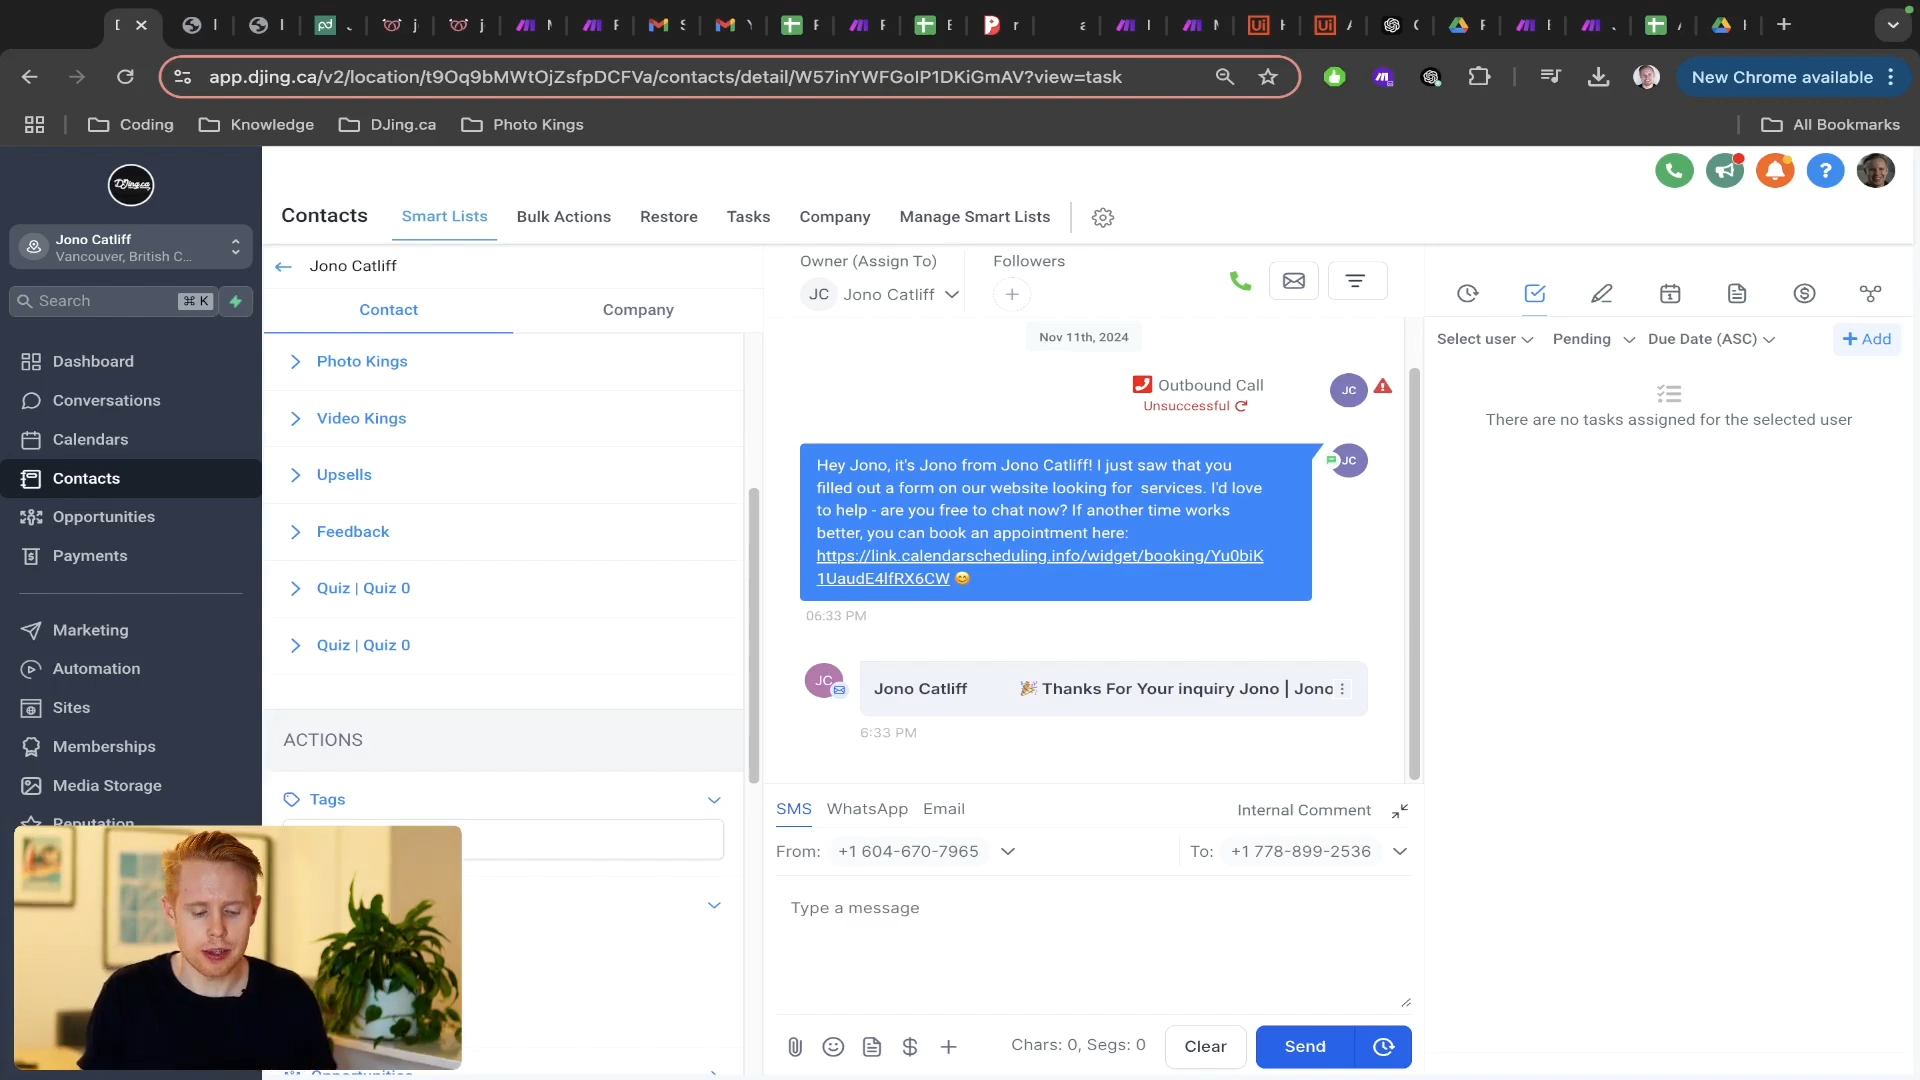 app.djing.ca/v2/location/t9Oq9bMWtOjZsfpDCFVa/contacts/detail/W57inYWFGoIP1DKiGmAV?view=task
New Chrome available
Coding
Knowledge
DJing.ca
Photo Kings
All Bookmarks
DJing.ca
Jono Catliff
Vancouver, British C...
Search
⌘ K
Dashboard
Conversations
Calendars
Contacts
Opportunities
Payments
Marketing
Automation
Sites
Memberships
Media Storage
Reputation
Contacts
Smart Lists
Bulk Actions
Restore
Tasks
Company
Manage Smart Lists
Jono Catliff
Contact
Company
Photo Kings
Video Kings
Upsells
Feedback
Quiz | Quiz 0
Quiz | Quiz 0
ACTIONS
Tags
Opportunities
Owner (Assign To)
JC Jono Catliff
Followers
Nov 11th, 2024
Outbound Call
Unsuccessful
JC
Hey Jono, it's Jono from Jono Catliff! I just saw that you
filled out a form on our website looking for services. I'd love
to help - are you free to chat now? If another time works
better, you can book an appointment here:
https://link.calendarscheduling.info/widget/booking/Yu0biK
1UaudE4lfRX6CW 😊
JC
06:33 PM
JC
Jono Catliff
🎉 Thanks For Your inquiry Jono | Jono
6:33 PM
SMS
WhatsApp
Email
Internal Comment
From: +1 604-670-7965
To: +1 778-899-2536
Type a message
Chars: 0, Segs: 0
Clear
Send
Select user
Pending
Due Date (ASC)
+ Add
There are no tasks assigned for the selected user